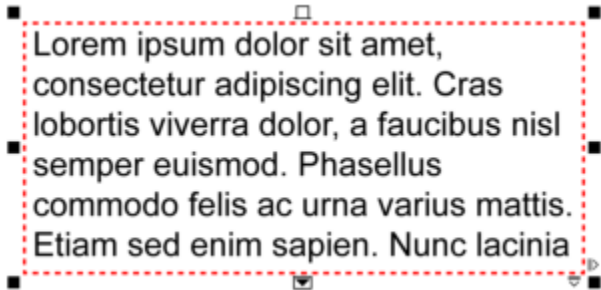 Lorem ipsum dolor sit amet,
consectetur adipiscing elit. Cras
lobortis viverra dolor, a faucibus nisl
semper euismod. Phasellus
commodo felis ac urna varius mattis.
Etiam sed enim sapien. Nunc lacinia